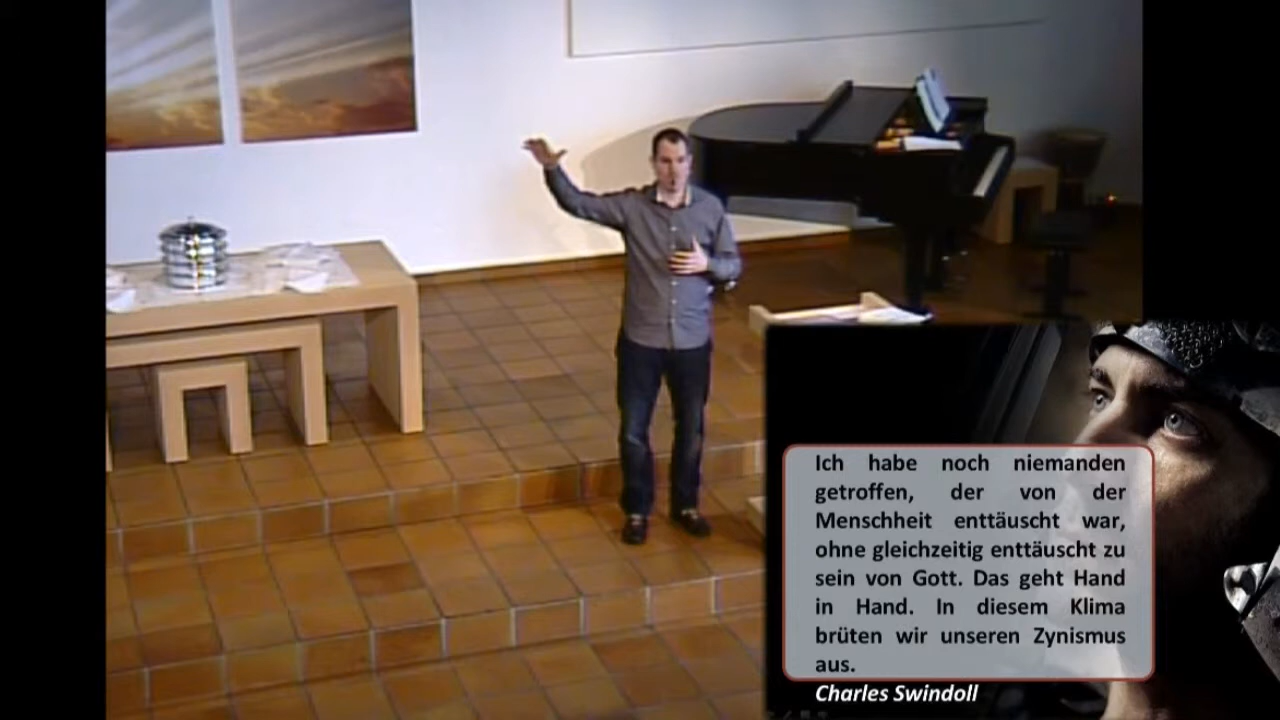 Ich habe noch niemanden
getroffen, der von der
Menschheit enttäuscht war,
ohne gleichzeitig enttäuscht zu
sein von Gott. Das geht Hand
in Hand. In diesem Klima
brüten wir unseren Zynismus
aus.
Charles Swindoll